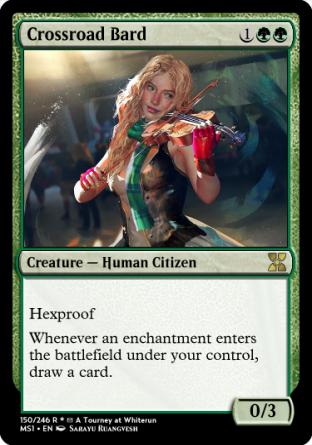 Crossroad Bard 1
Creature — Human Citizen
Hexproof
Whenever an enchantment enters
the battlefield under your control,
draw a card.
0/3
150/246 R * A Tourney at Whiterun
MS1 • EN Sarayu Ruangvesh